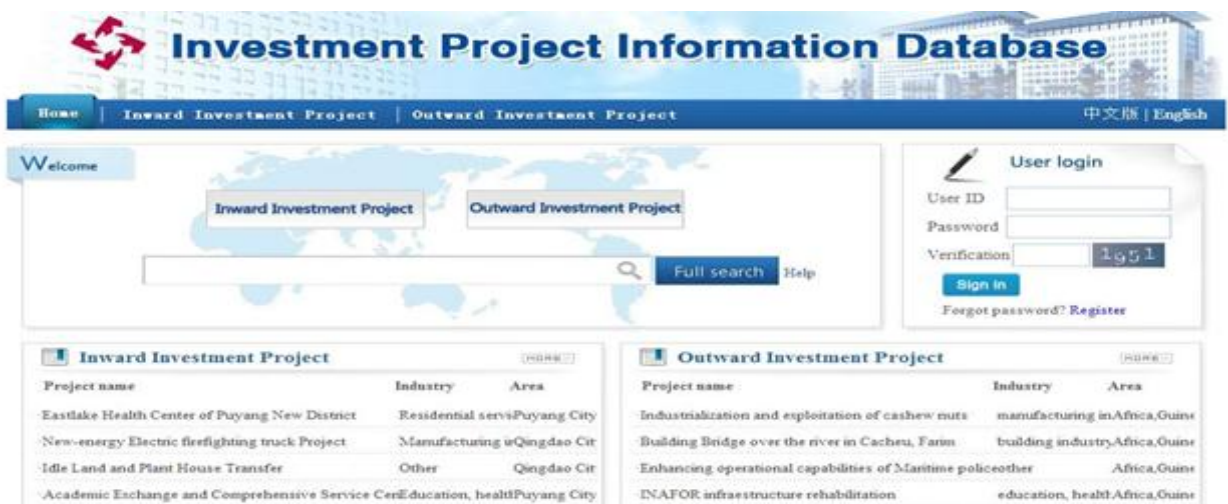 Investment Project Information Database
Home | Inward Investment Project | Outward Investment Project
中文版 | English
Welcome
Inward Investment Project
Outward Investment Project
Full search Help
User login
User ID
Password
Verification 1951
Sign in
Forgot password? Register
Inward Investment Project MORE
Project name Industry Area
Eastlake Health Center of Puyang New District Residential servi Puyang City
New-energy Electric firefighting truck Project Manufacturing i Qingdao Cit
Idle Land and Plant House Transfer Other Qingdao Cit
Academic Exchange and Comprehensive Service Cen Education, healtl Puyang City
Outward Investment Project MORE
Project name Industry Area
Industrialization and exploitation of cashew nuts manufacturing in Africa,Guine
Building Bridge over the river in Cacheu, Farim building industry Africa,Guine
Enhancing operational capabilities of Maritime police other Africa,Guine
INAFOR infraestructure rehabilitation education, healtl Africa,Guine